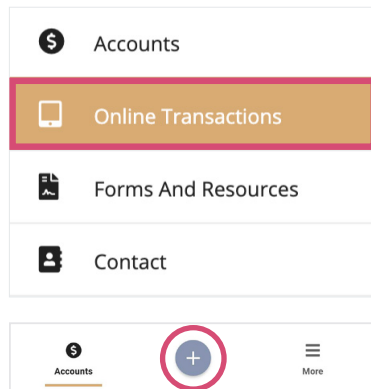 Accounts
Online Transactions
Forms And Resources
Contact
Accounts
More